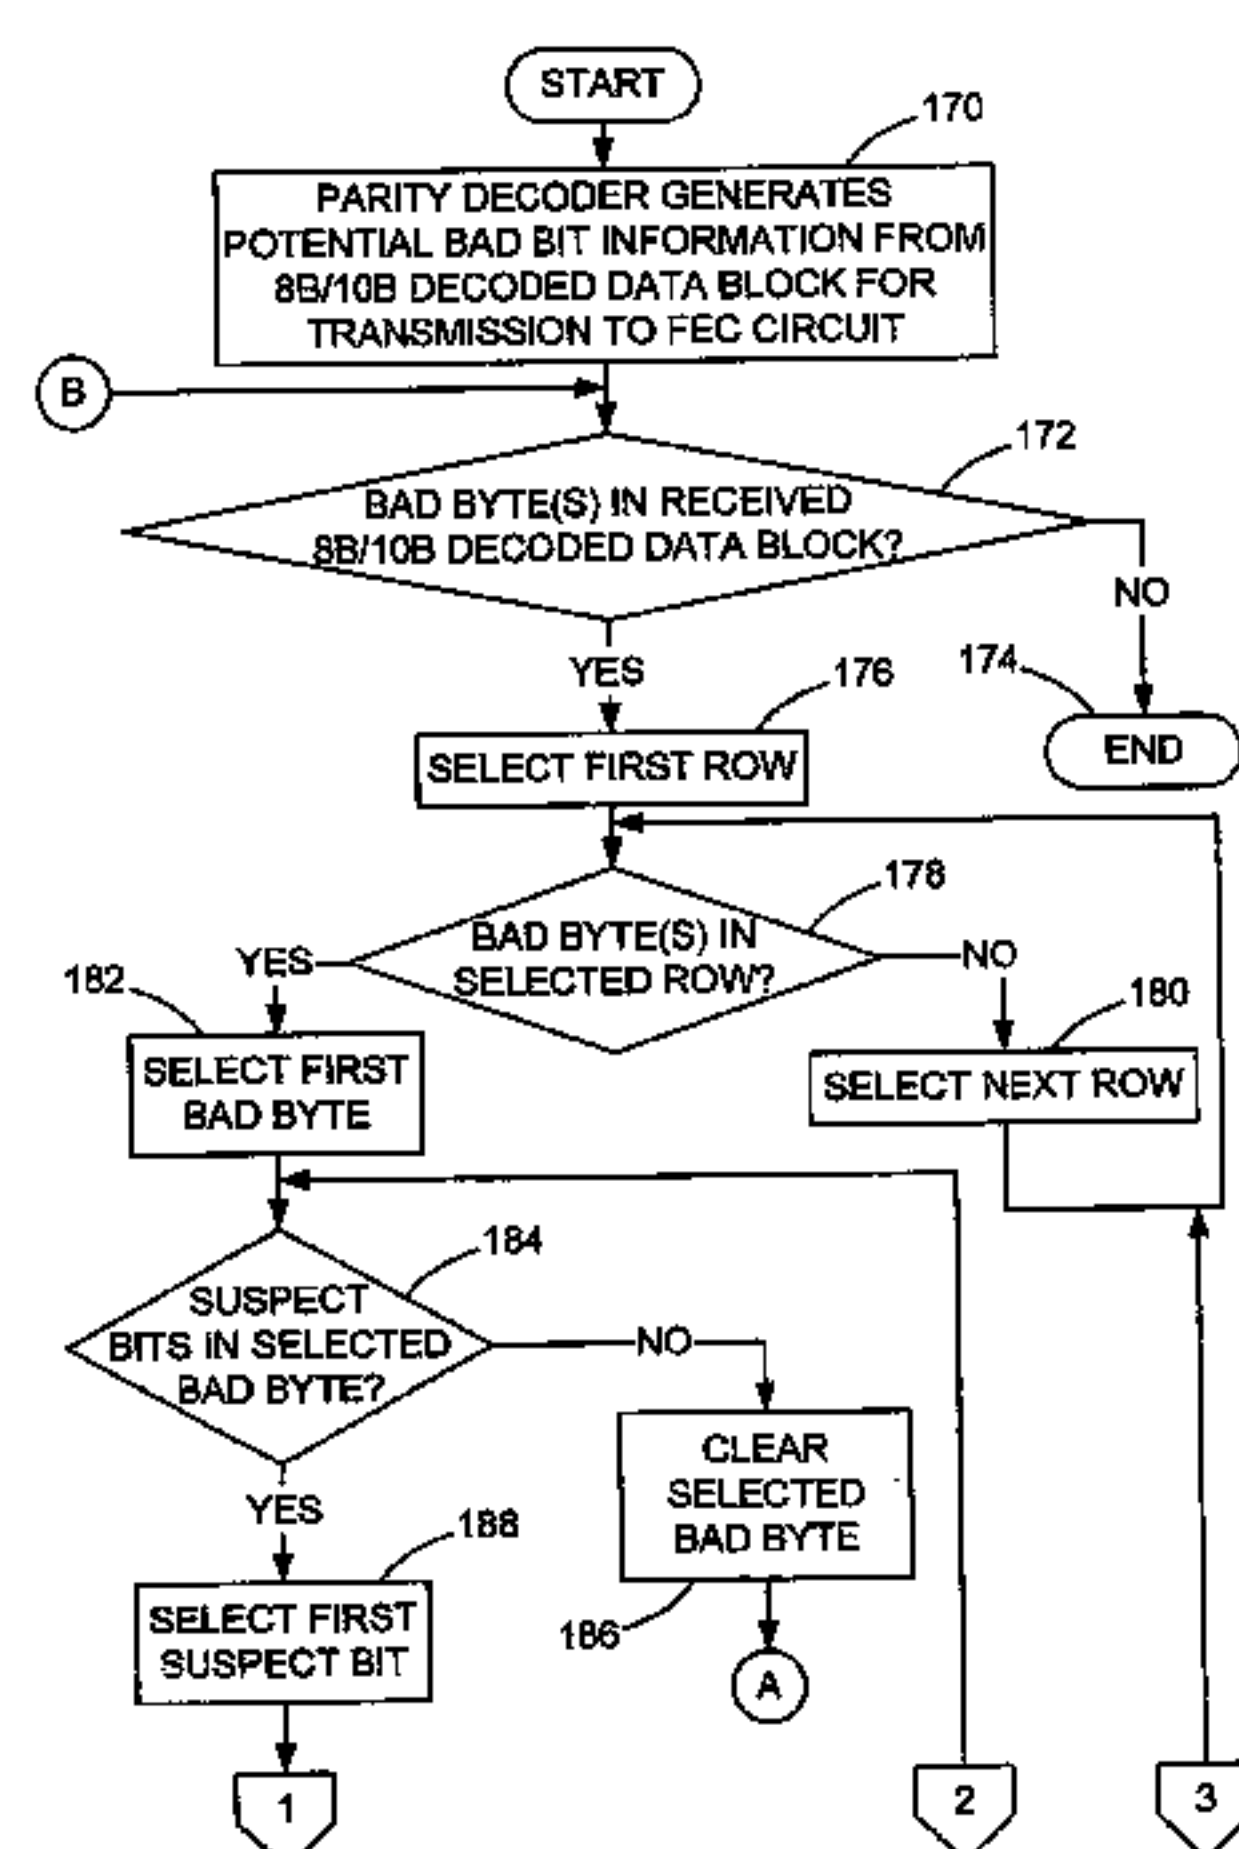 START
170
PARITY DECODER GENERATES
POTENTIAL BAD BIT INFORMATION FROM
8B/10B DECODED DATA BLOCK FOR
TRANSMISSION TO FEC CIRCUIT
B
172
BAD BYTE(S) IN RECEIVED
8B/10B DECODED DATA BLOCK?
NO
YES
174
176
END
SELECT FIRST ROW
178
BAD BYTE(S) IN
SELECTED ROW?
YES
NO
182
180
SELECT FIRST
BAD BYTE
SELECT NEXT ROW
184
SUSPECT
BITS IN SELECTED
BAD BYTE?
NO
CLEAR
SELECTED
BAD BYTE
YES
188
186
SELECT FIRST
SUSPECT BIT
A
1
2
3